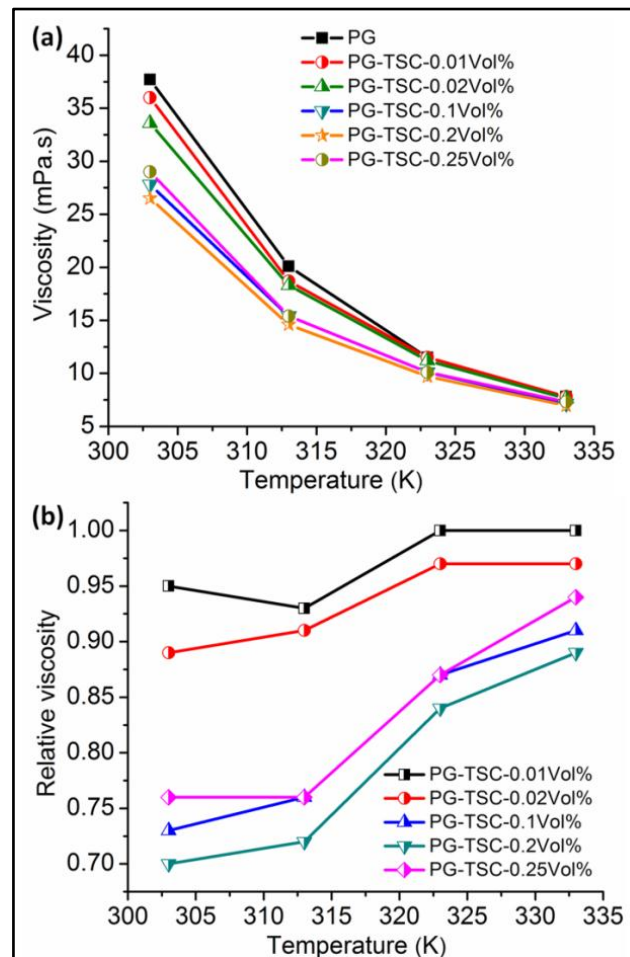 (a)
PG
PG-TSC-0.01Vol%
PG-TSC-0.02Vol%
PG-TSC-0.1Vol%
PG-TSC-0.2Vol%
PG-TSC-0.25Vol%
Viscosity (mPa.s)
40
35
30
25
20
15
10
5
300 305 310 315 320 325 330 335
Temperature (K)
(b)
Relative viscosity
1.00
0.95
0.90
0.85
0.80
0.75
0.70
PG-TSC-0.01Vol%
PG-TSC-0.02Vol%
PG-TSC-0.1Vol%
PG-TSC-0.2Vol%
PG-TSC-0.25Vol%
300 305 310 315 320 325 330 335
Temperature (K)